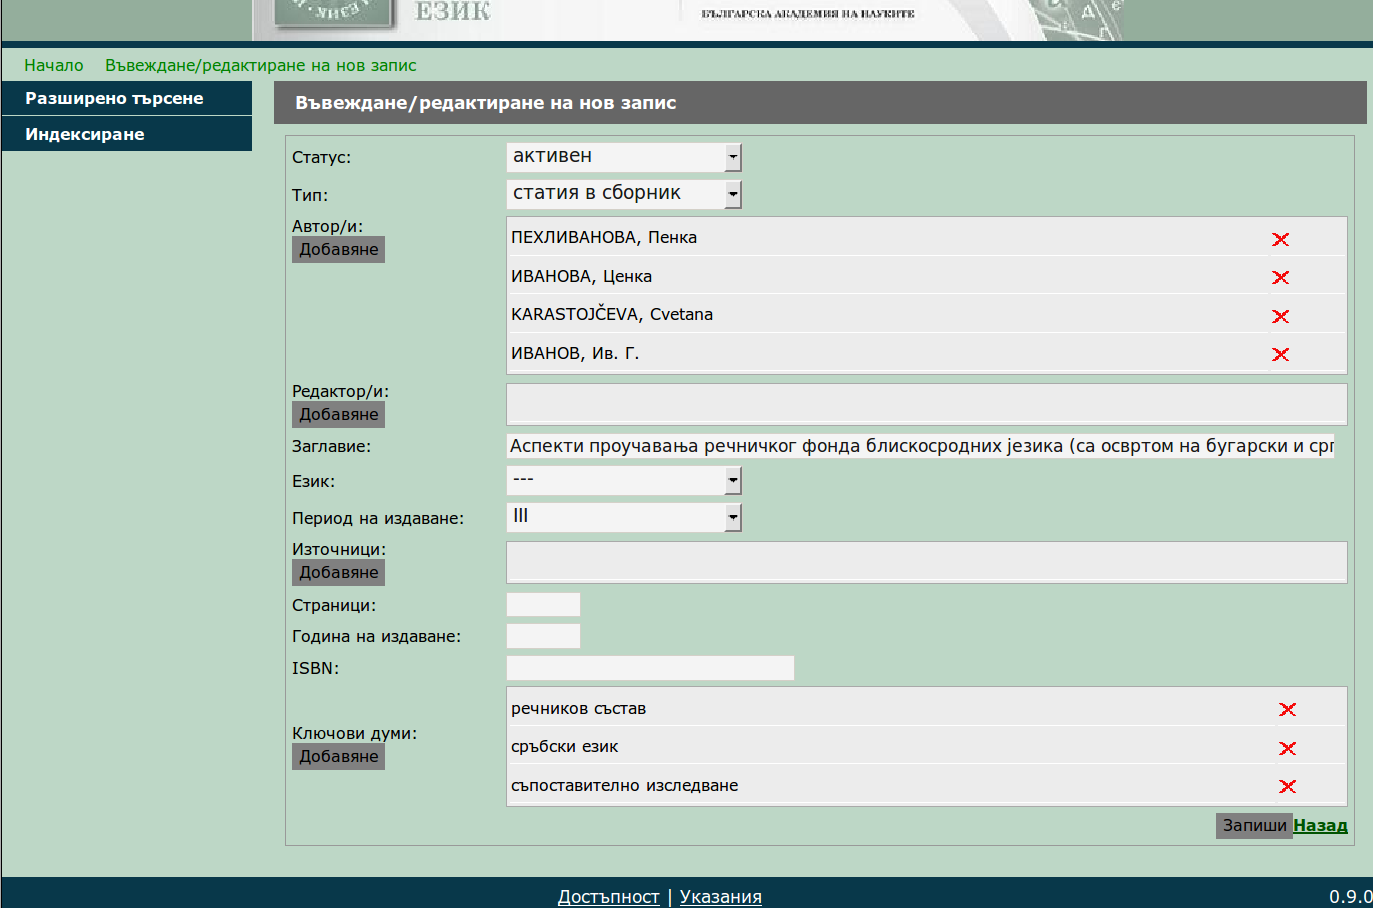 ЕЗИК
БЪЛГАРСКА АКАДЕМИЯ НА НАУКИТЕ
Начало Въвеждане/редактиране на нов запис
Разширено търсене
Индексиране
Въвеждане/редактиране на нов запис
Статус: активен
Тип: статия в сборник
Автор/и:
Добавяне
ПЕХЛИВАНОВА, Пенка
ИВАНОВА, Ценка
KARASTOJČEVA, Cvetana
ИВАНОВ, Ив. Г.
Редактор/и:
Добавяне
Заглавие: Аспекти проучавања речничког фонда блискосродних језика (са освртом на бугарски и срп
Език: ---
Период на издаване: III
Източници:
Добавяне
Страници:
Година на издаване:
ISBN:
Ключови думи:
Добавяне
речников състав
сръбски език
съпоставително изследване
Запиши Назад
Достъпност | Указания
0.9.0